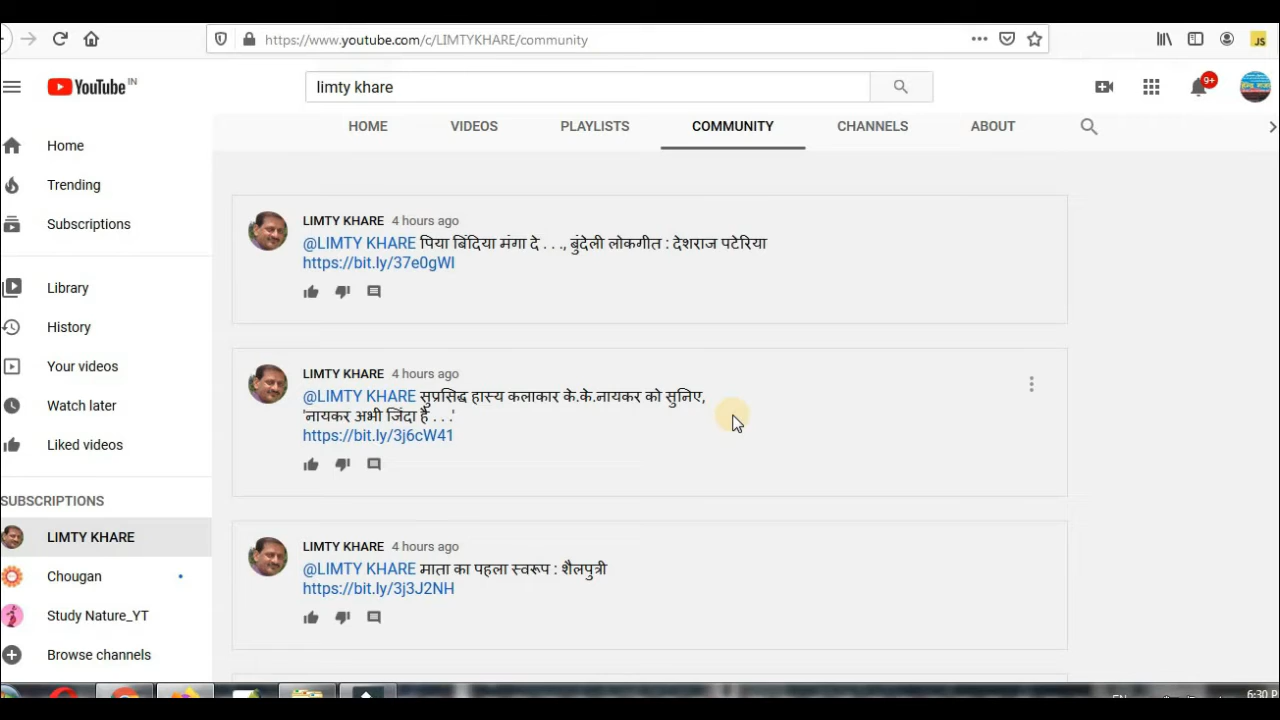 https://www.youtube.com/c/LIMTYKHARE/community
JS
YouTube IN
limty khare
9+
HOME VIDEOS PLAYLISTS COMMUNITY CHANNELS ABOUT
Home
Trending
Subscriptions
Library
History
Your videos
Watch later
Liked videos
SUBSCRIPTIONS
LIMTY KHARE
Chougan
Study Nature_YT
Browse channels
LIMTY KHARE 4 hours ago
@LIMTY KHARE पिया बिंदिया मंगा दे . . ., बुंदेली लोकगीत : देशराज पटेरिया
https://bit.ly/37e0gWI
LIMTY KHARE 4 hours ago
@LIMTY KHARE सुप्रसिद्ध हास्य कलाकार के.के.नायकर को सुनिए,
'नायकर अभी जिंदा है . . .'
https://bit.ly/3j6cW41
LIMTY KHARE 4 hours ago
@LIMTY KHARE माता का पहला स्वरूप : शैलपुत्री
https://bit.ly/3j3J2NH
6:30 P